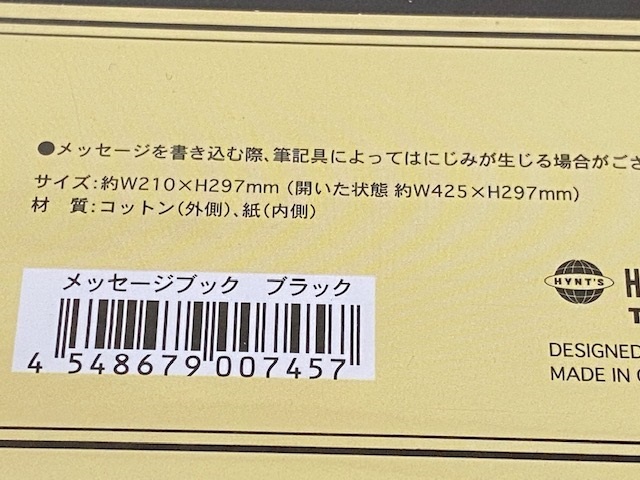 ●メッセージを書き込む際、筆記具によってはにじみが生じる場合がござ
サイズ:約W210×H297mm (開いた状態 約W425×H297mm)
材 質:コットン(外側)、紙(内側)
メッセージブック ブラック
4 548679 007457
HYNT'S
H
T
DESIGNED
MADE IN